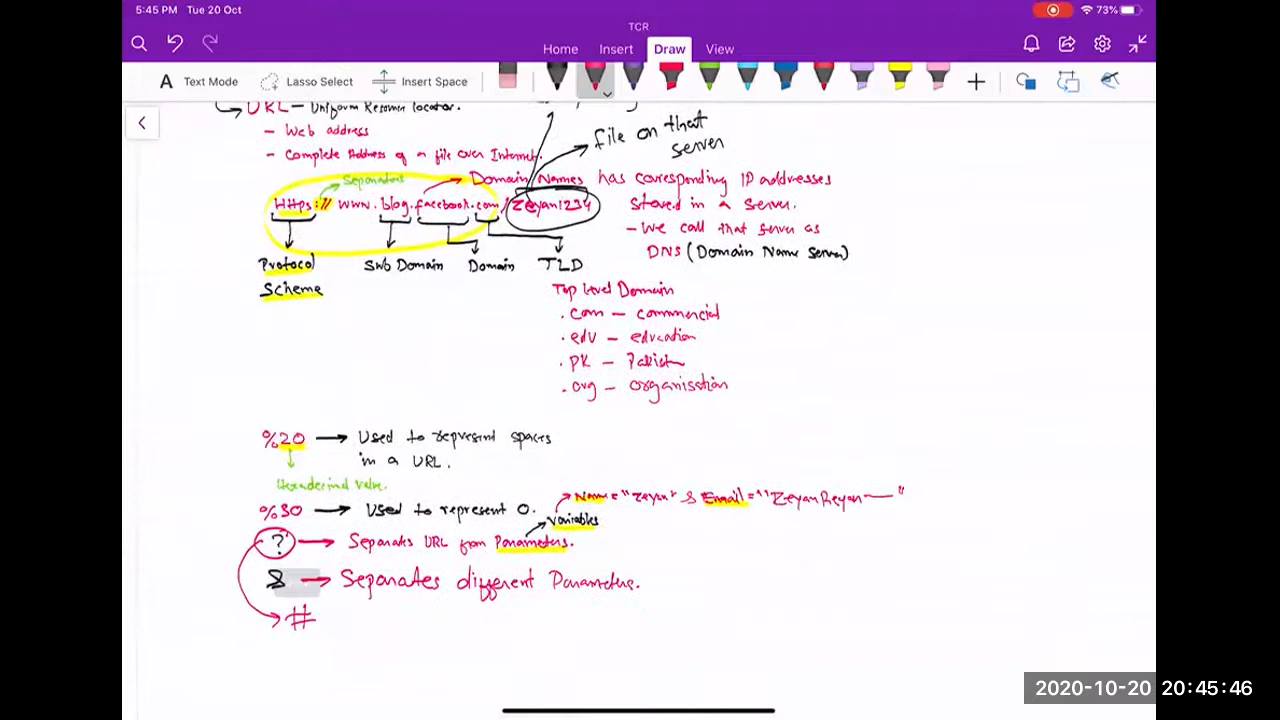 5:45 PM Tue 20 Oct
73%
TCR
Home Insert Draw View
A Text Mode Lasso Select Insert Space
URL – Uniform Resource locator.
- Web address
- Complete Address of a file over Internet.
file on that
server
Separators
Domain Names has corresponding IP addresses
HHps:// www.blog.facebook.com/zeyan1234
stored in a server.
- We call that server as
DNS (Domain Name Server)
Protocol Sub Domain Domain TLD
Scheme
Top level Domain
.com – commercial
.edu – education
.PK –
.org – organisation
%20 → Used to represent spaces
in a URL.
Hexadecimal value.
Name="Zeyan" & Email="ZeyanReyan—"
%30 → Used to represent 0.
variables
? → Separates URL from Parameters.
& → Separates different Parameters.
#
2020-10-20 20:45:46